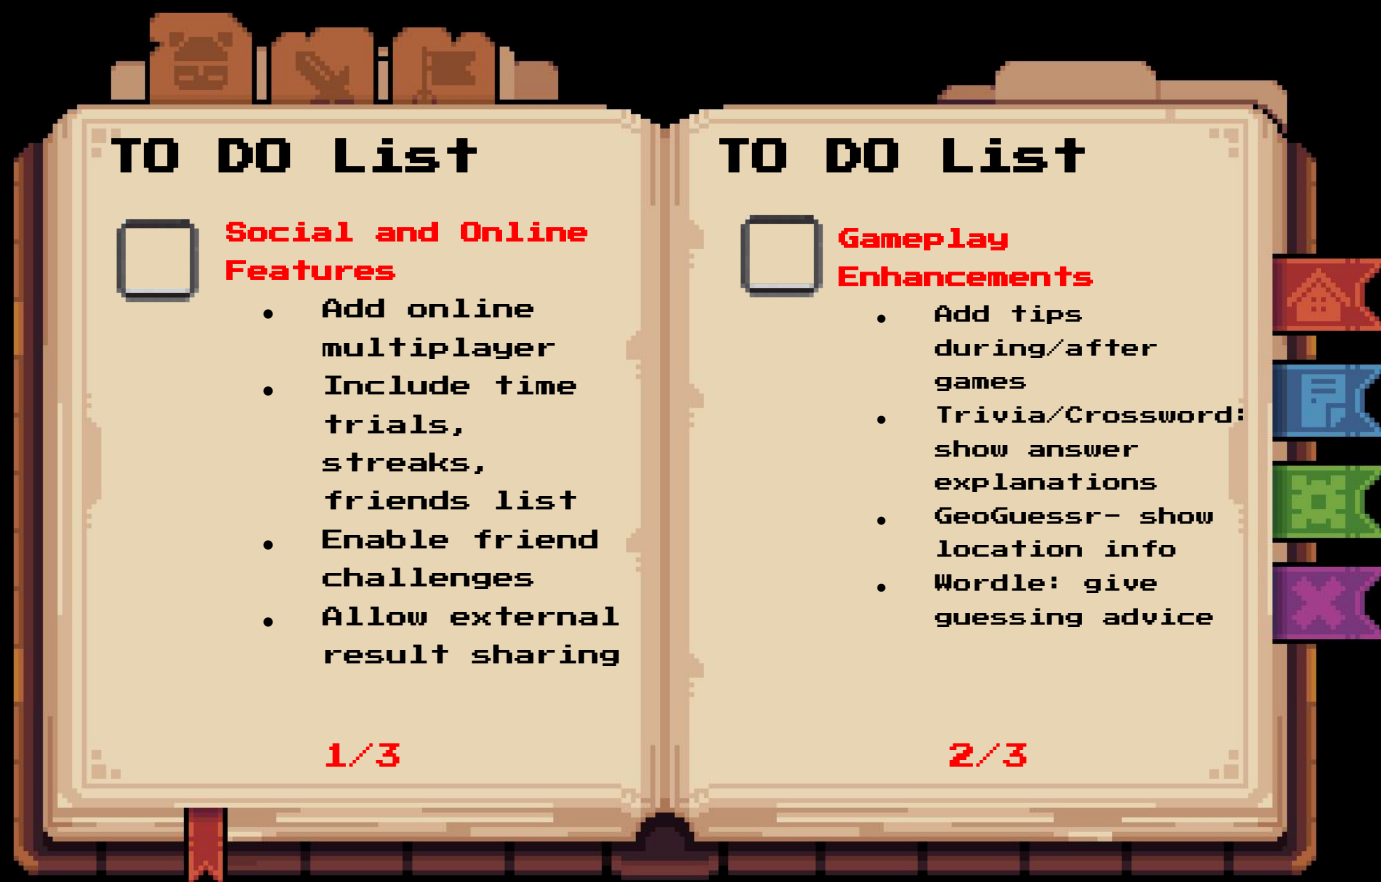 TO DO List
Social and Online
Features
• Add online
multiplayer
• Include time
trials,
streaks,
friends list
• Enable friend
challenges
• Allow external
result sharing
1/3
TO DO List
Gameplay
Enhancements
• Add tips
during/after
games
• Trivia/Crossword:
show answer
explanations
• GeoGuessr- show
location info
• Wordle: give
guessing advice
2/3